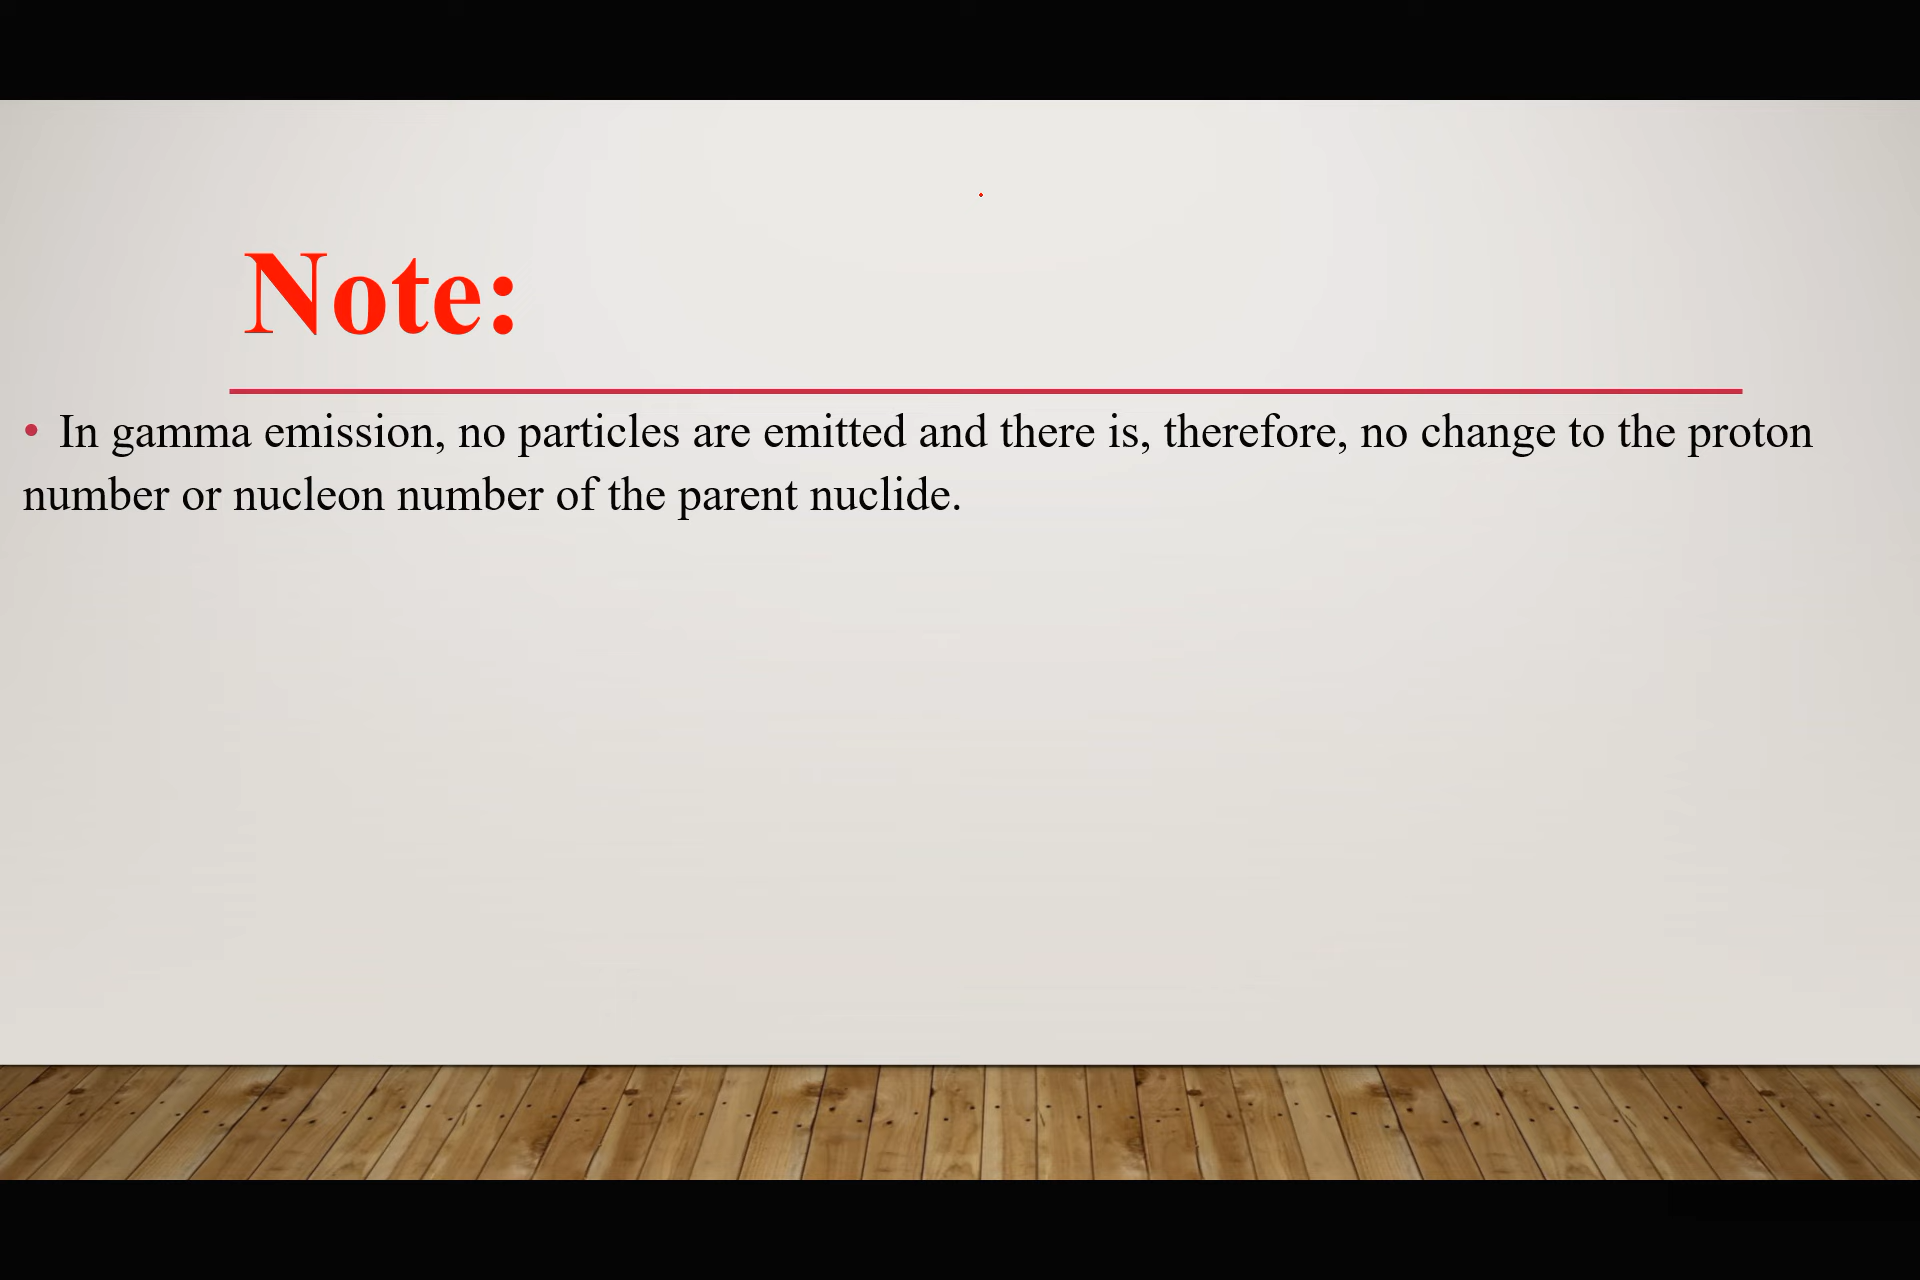 Note:
• In gamma emission, no particles are emitted and there is, therefore, no change to the proton
number or nucleon number of the parent nuclide.